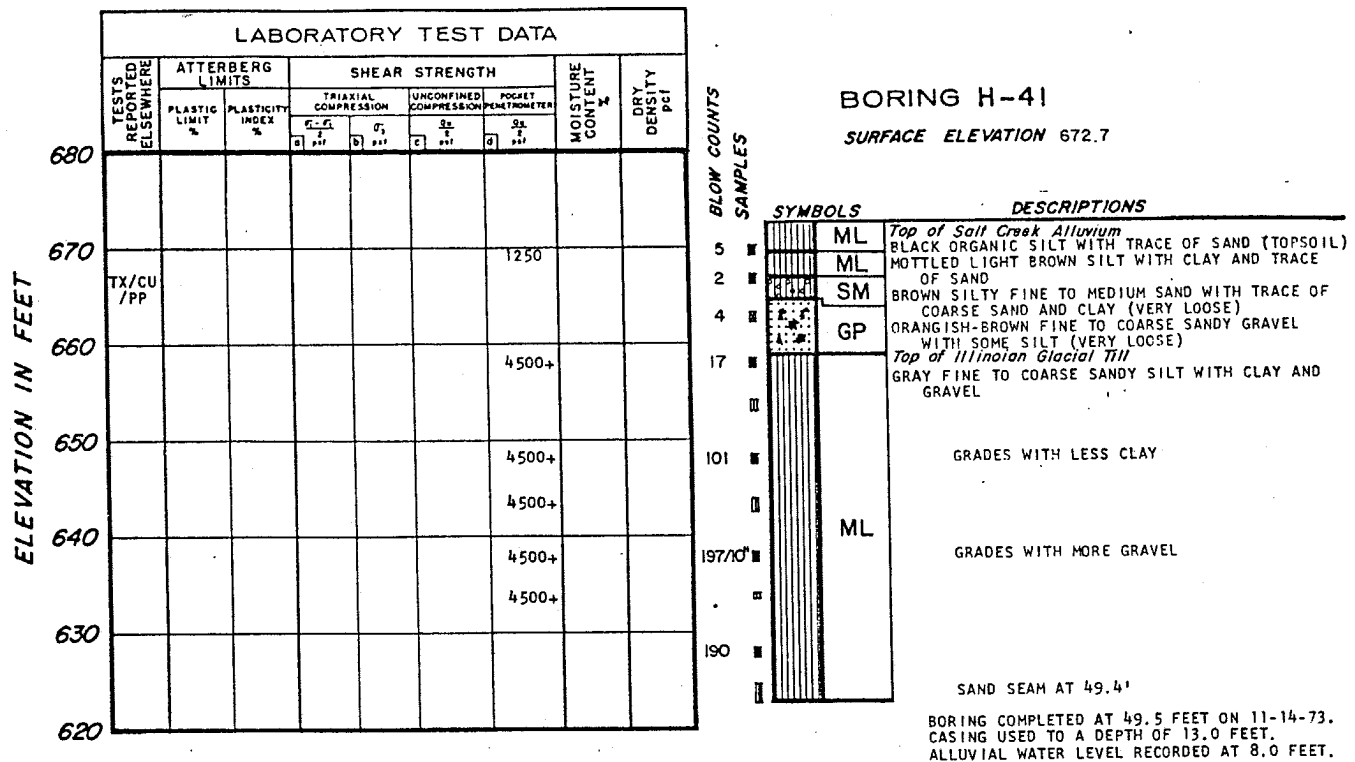 LABORATORY TEST DATA
TESTS REPORTED ELSEWHERE
ATTERBERG LIMITS
PLASTIC LIMIT %
PLASTICITY INDEX %
SHEAR STRENGTH
TRIAXIAL COMPRESSION
UNCONFINED COMPRESSION
POCKET PENETROMETER
a psf
b psf
c psf
d psf
MOISTURE CONTENT
DRY DENSITY pcf
BLOW COUNTS
SAMPLES
BORING H-41
SURFACE ELEVATION 672.7
SYMBOLS
DESCRIPTIONS
ELEVATION IN FEET
680
670
660
650
640
630
620
TX/CU
/PP
1250
4500+
4500+
4500+
4500+
4500+
5
2
4
17
101
197/10"
190
ML
ML
SM
GP
ML
Top of Salt Creek Alluvium
BLACK ORGANIC SILT WITH TRACE OF SAND (TOPSOIL)
MOTTLED LIGHT BROWN SILT WITH CLAY AND TRACE
OF SAND
BROWN SILTY FINE TO MEDIUM SAND WITH TRACE OF
COARSE SAND AND CLAY (VERY LOOSE)
ORANGISH-BROWN FINE TO COARSE SANDY GRAVEL
WITH SOME SILT (VERY LOOSE)
Top of Illinoian Glacial Till
GRAY FINE TO COARSE SANDY SILT WITH CLAY AND
GRAVEL
GRADES WITH LESS CLAY
GRADES WITH MORE GRAVEL
SAND SEAM AT 49.4'
BORING COMPLETED AT 49.5 FEET ON 11-14-73.
CASING USED TO A DEPTH OF 13.0 FEET.
ALLUVIAL WATER LEVEL RECORDED AT 8.0 FEET.